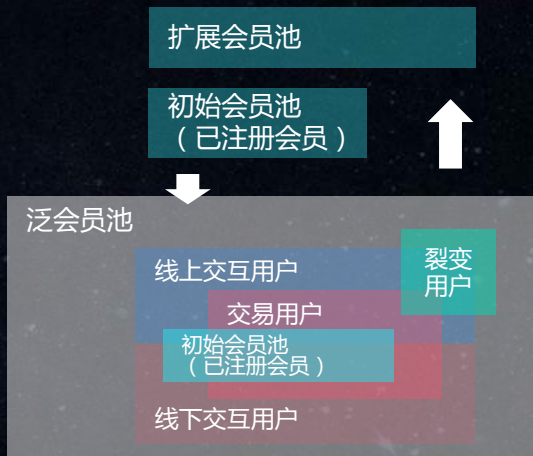 扩展会员池
初始会员池
（已注册会员）
泛会员池
线上交互用户
裂变
用户
交易用户
初始会员池
（已注册会员）
线下交互用户